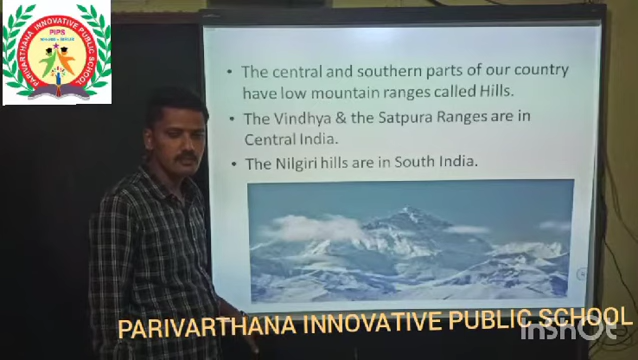 PARIVARTHANA INNOVATIVE PUBLIC SCHOOL
PIPS
• The central and southern parts of our country
have low mountain ranges called Hills.
• The Vindhya & the Satpura Ranges are in
Central India.
• The Nilgiri hills are in South India.
PARIVARTHANA INNOVATIVE PUBLIC SCHOOL
inshot